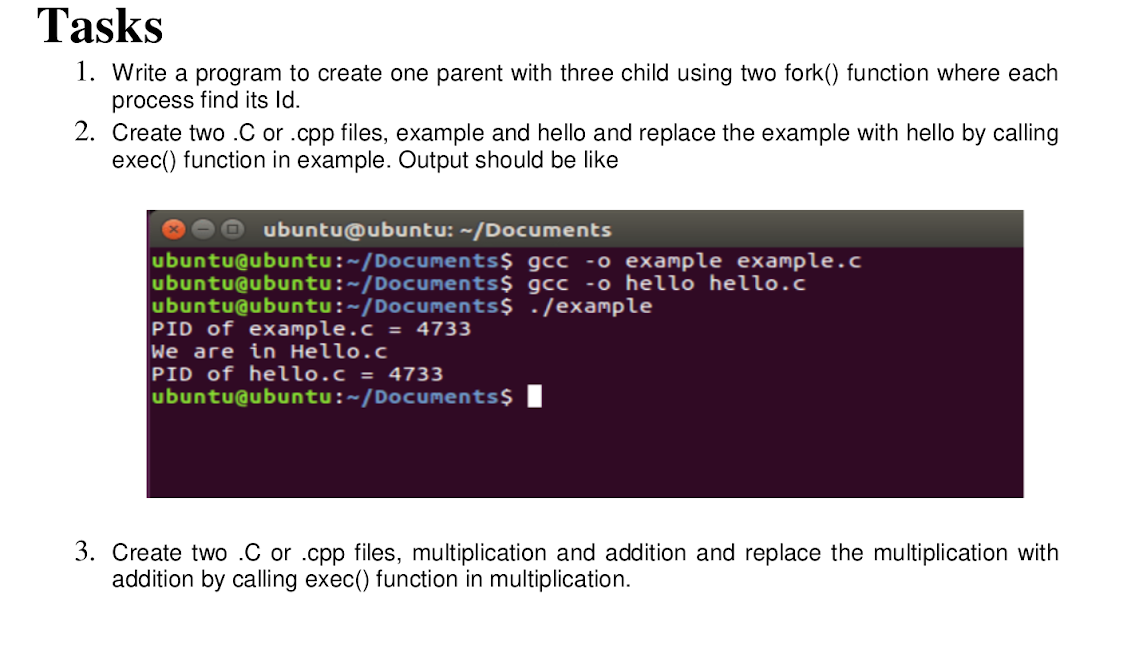 Tasks
1. Write a program to create one parent with three child using two fork() function where each
process find its Id.
2. Create two .C or .cpp files, example and hello and replace the example with hello by calling
exec() function in example. Output should be like
ubuntu@ubuntu: ~/Documents
ubuntu@ubuntu:~/Documents$ gcc -o example example.c
ubuntu@ubuntu:~/Documents$ gcc -o hello hello.c
ubuntu@ubuntu:~/Documents$ ./example
PID of example.c = 4733
We are in Hello.c
PID of hello.c = 4733
ubuntu@ubuntu:~/Documents$
3. Create two .C or .cpp files, multiplication and addition and replace the multiplication with
addition by calling exec() function in multiplication.